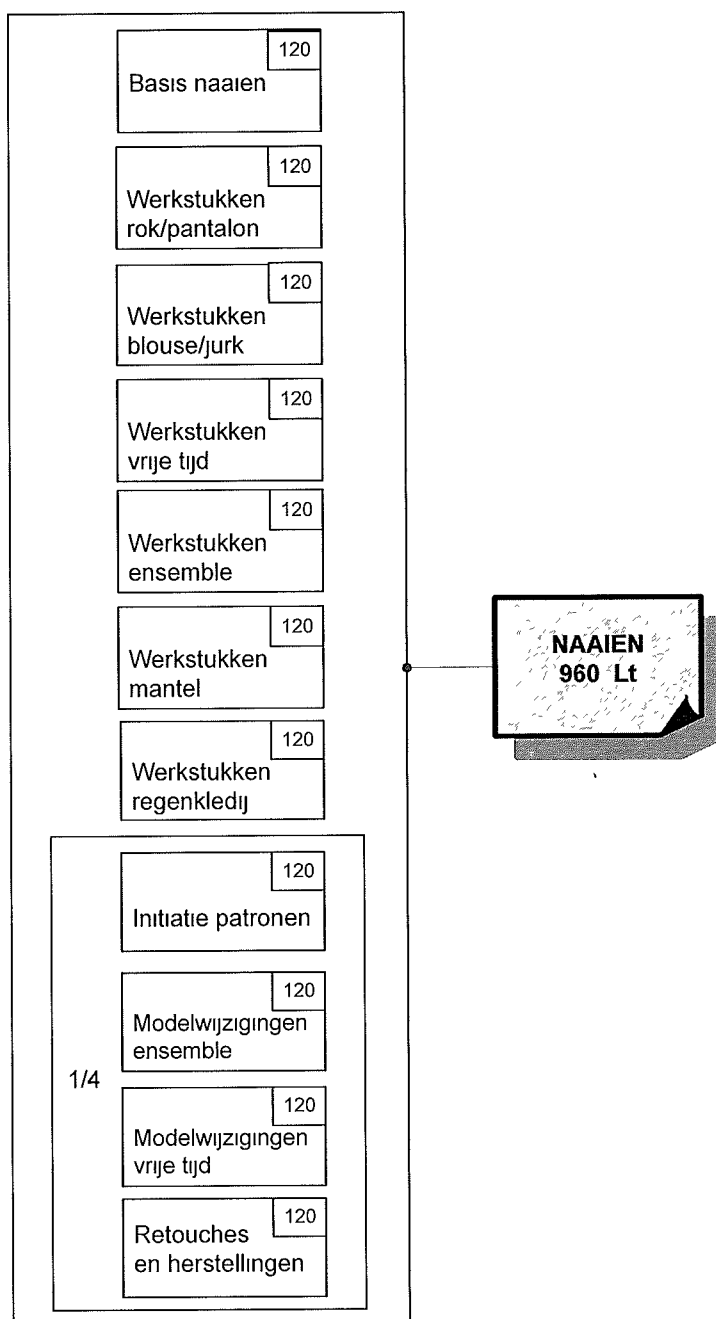 120
Basis naaien
120
Werkstukken
rok/pantalon
120
Werkstukken
blouse/jurk
120
Werkstukken
vrije tijd
120
Werkstukken
ensemble
120
Werkstukken
mantel
120
Werkstukken
regenkledij
120
Initiatie patronen
120
Modelwijzigingen
ensemble
1/4
120
Modelwijzigingen
vrije tijd
120
Retouches
en herstellingen
NAAIEN
960 Lt